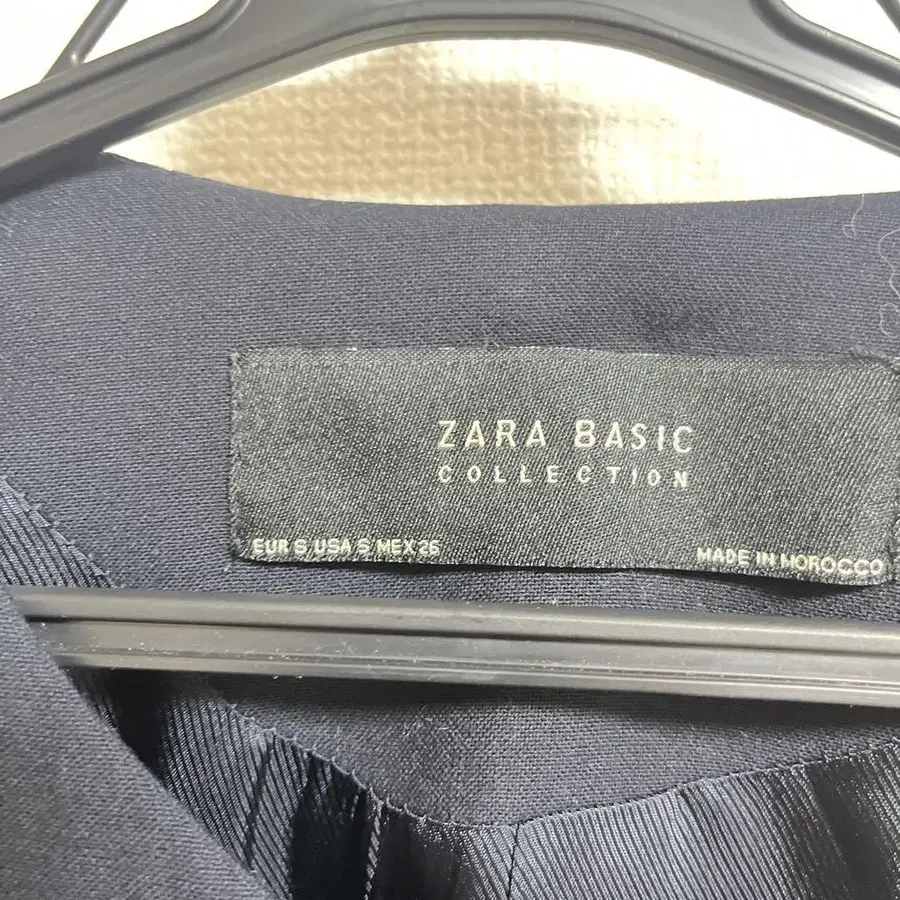 ZARA BASIC
COLLECTION
EUR S USA S MEX 26
MADE IN MOROCCO